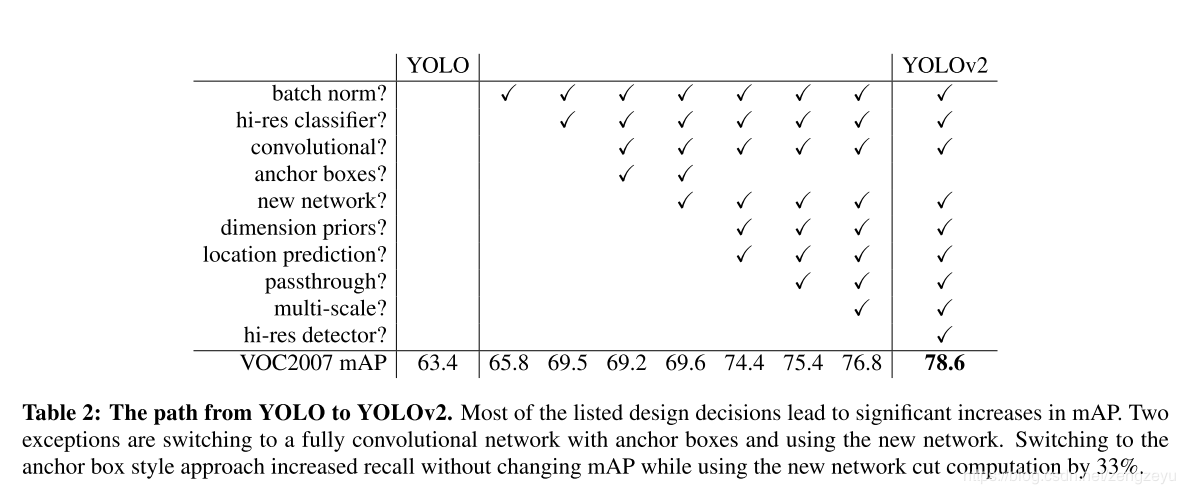 YOLO YOLOv2
batch norm? ✓ ✓ ✓ ✓ ✓ ✓ ✓ ✓
hi-res classifier? ✓ ✓ ✓ ✓ ✓ ✓ ✓
convolutional? ✓ ✓ ✓ ✓ ✓ ✓
anchor boxes? ✓ ✓
new network? ✓ ✓ ✓ ✓ ✓
dimension priors? ✓ ✓ ✓ ✓
location prediction? ✓ ✓ ✓ ✓
passthrough? ✓ ✓ ✓
multi-scale? ✓ ✓
hi-res detector? ✓
VOC2007 mAP 63.4 65.8 69.5 69.2 69.6 74.4 75.4 76.8 78.6
Table 2: The path from YOLO to YOLOv2. Most of the listed design decisions lead to significant increases in mAP. Two
exceptions are switching to a fully convolutional network with anchor boxes and using the new network. Switching to the
anchor box style approach increased recall without changing mAP while using the new network cut computation by 33%.
https://blog.csdn.net/zengzeyu